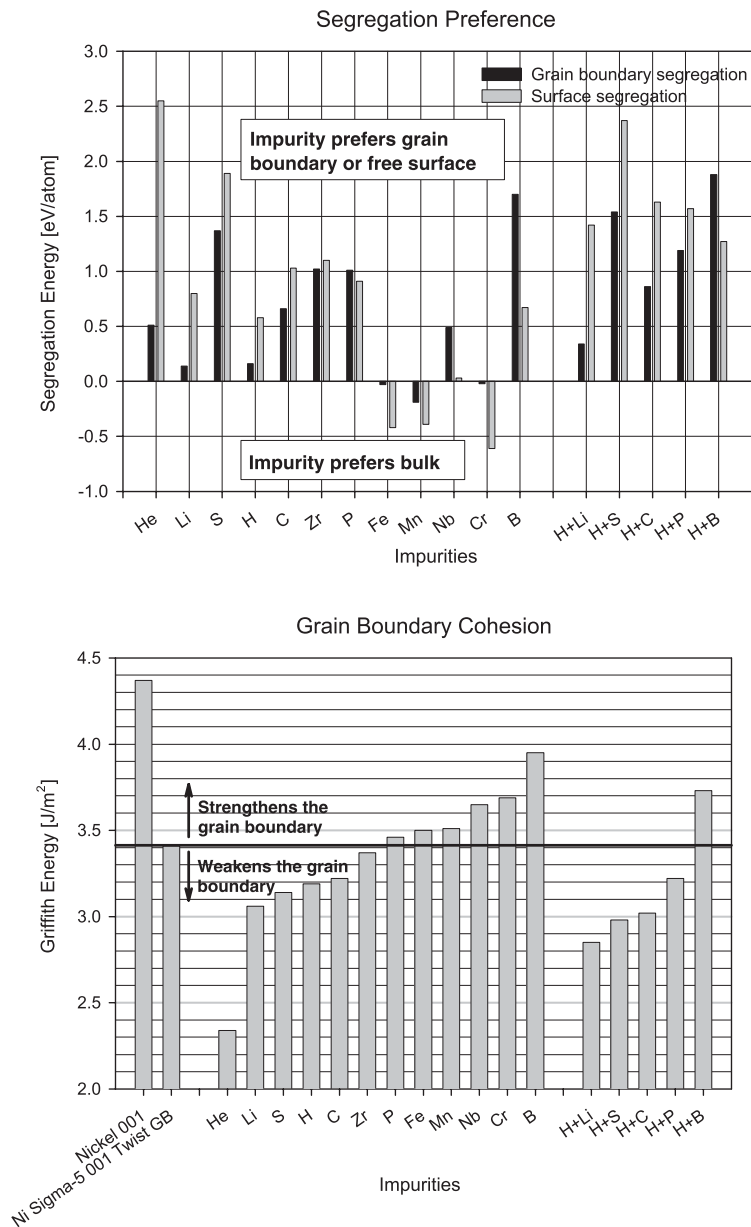 Segregation Preference
3.0
2.5
2.0
1.5
1.0
0.5
0.0
-0.5
-1.0
Segregation Energy [eV/atom]
Grain boundary segregation
Surface segregation
Impurity prefers grain
boundary or free surface
Impurity prefers bulk
He
Li
S
H
C
Zr
P
Fe
Mn
Nb
Cr
B
H+Li
H+S
H+C
H+P
H+B
Impurities
Grain Boundary Cohesion
4.5
4.0
3.5
3.0
2.5
2.0
Griffith Energy [J/m²]
Strengthens the
grain boundary
Weakens the grain
boundary
Nickel 001
Ni Sigma-5 001 Twist GB
He
Li
S
H
C
Zr
P
Fe
Mn
Nb
Cr
B
H+Li
H+S
H+C
H+P
H+B
Impurities